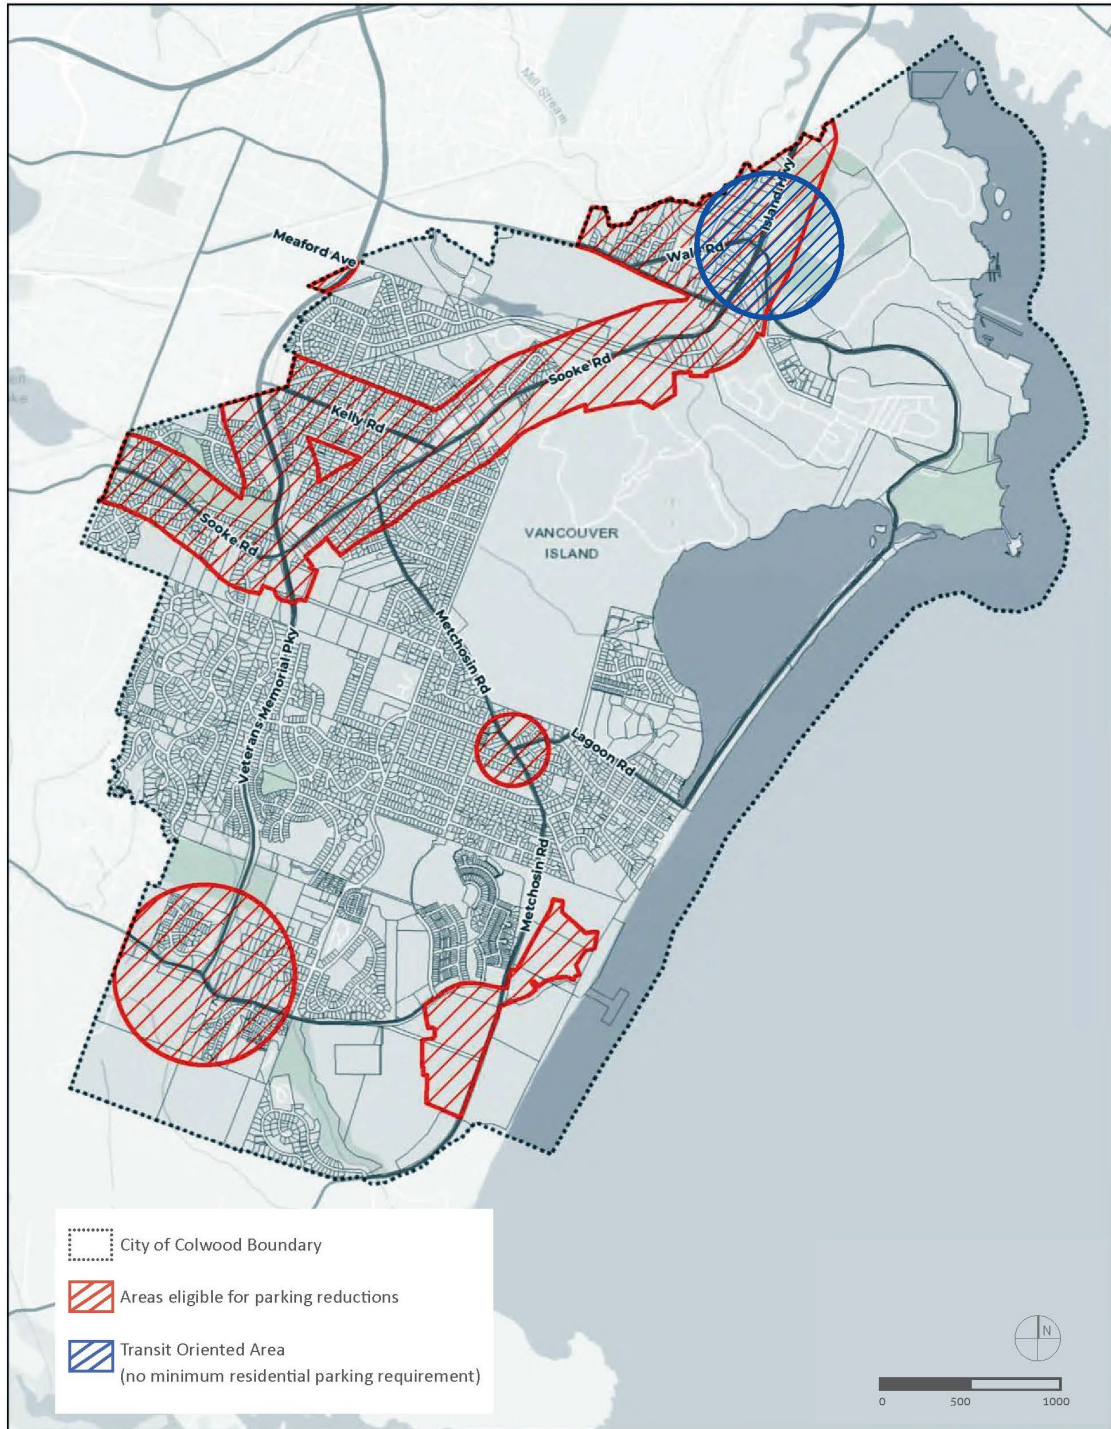 Mill Stream
Island Hwy
Meaford Ave
Wale Rd
Sooke Rd
Kelly Rd
Sooke Rd
VANCOUVER
ISLAND
Metchosin Rd
Veterans Memorial Pky
Lagoon Rd
Metchosin Rd
City of Colwood Boundary
Areas eligible for parking reductions
Transit Oriented Area
(no minimum residential parking requirement)
N
0 500 1000